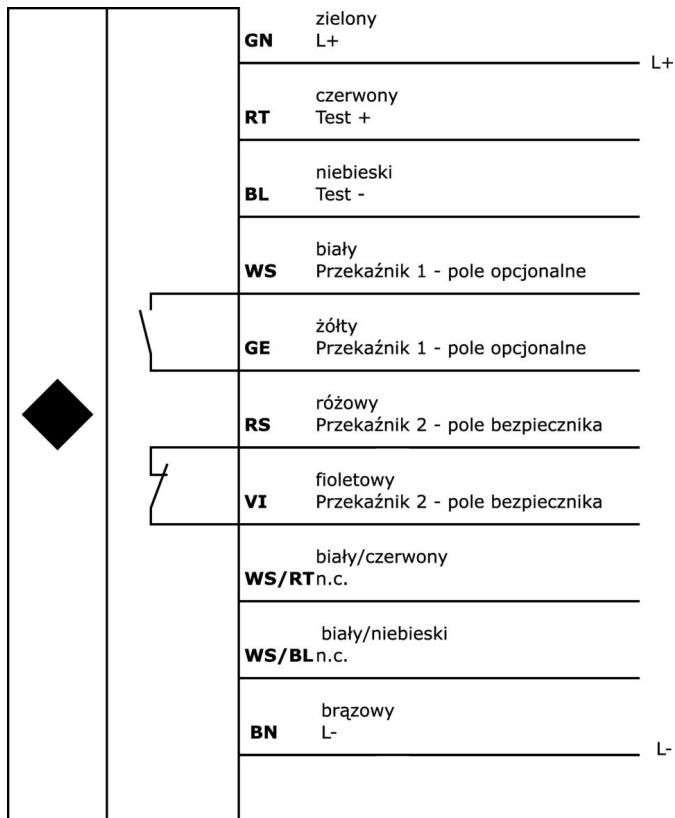 zielony
GN L+
L+
czerwony
RT Test +
niebieski
BL Test -
biały
WS Przekaźnik 1 - pole opcjonalne
żółty
GE Przekaźnik 1 - pole opcjonalne
różowy
RS Przekaźnik 2 - pole bezpiecznika
fioletowy
VI Przekaźnik 2 - pole bezpiecznika
biały/czerwony
WS/RT n.c.
biały/niebieski
WS/BL n.c.
brązowy
BN L-
L-